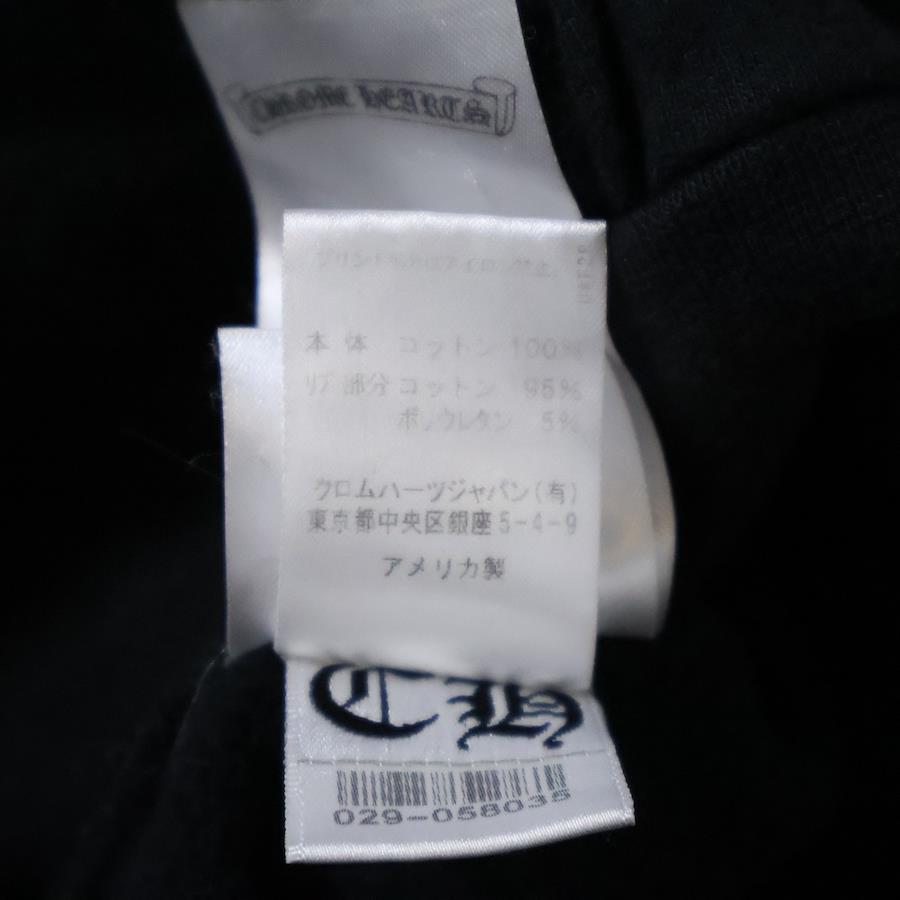 CHROME HEARTS
プリント部分はアイロン禁止
本体 コットン 100%
リブ部分 コットン 95%
ポリウレタン 5%
クロムハーツジャパン(有)
東京都中央区銀座5-4-9
アメリカ製
CH
029-058035